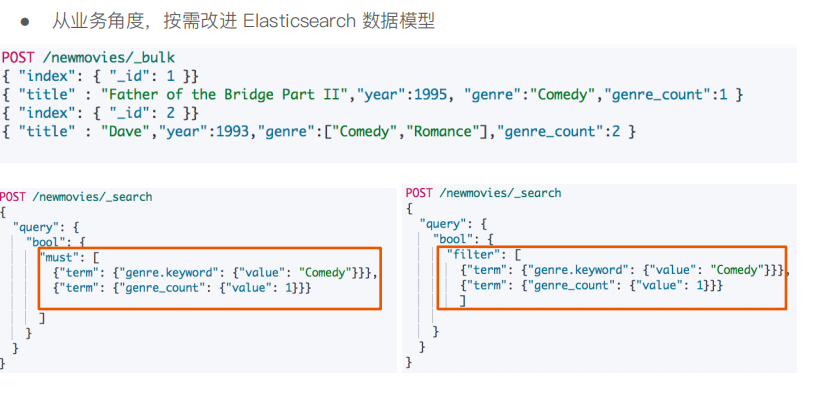 ● 从业务角度，按需改进 Elasticsearch 数据模型
POST /newmovies/_bulk
{ "index": { "_id": 1 }}
{ "title" : "Father of the Bridge Part II","year":1995, "genre":"Comedy","genre_count":1 }
{ "index": { "_id": 2 }}
{ "title" : "Dave","year":1993,"genre":["Comedy","Romance"],"genre_count":2 }
POST /newmovies/_search
{
"query": {
"bool": {
"must": [
{"term": {"genre.keyword": {"value": "Comedy"}}},
{"term": {"genre_count": {"value": 1}}}
]
}
}
}
POST /newmovies/_search
{
"query": {
"bool": {
"filter": [
{"term": {"genre.keyword": {"value": "Comedy"}}},
{"term": {"genre_count": {"value": 1}}}
]
}
}
}